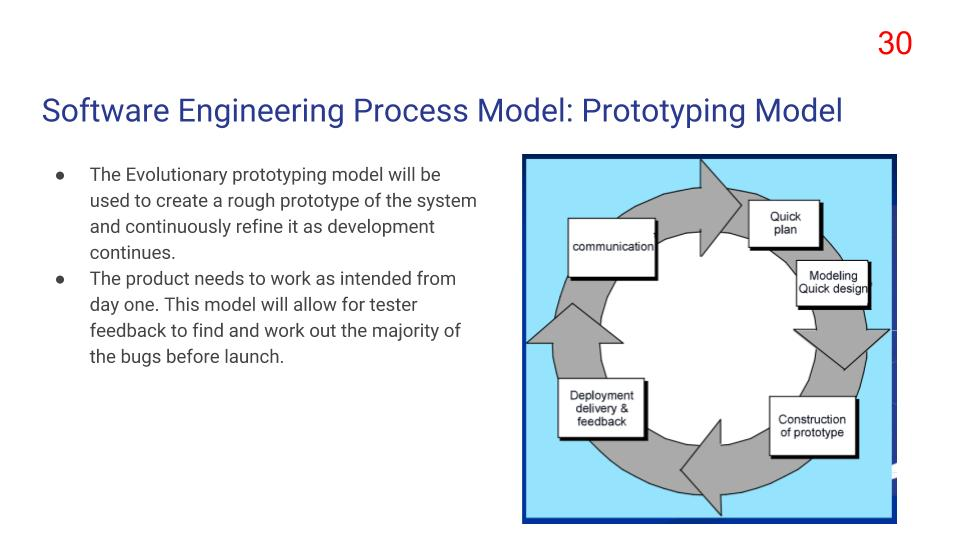 30
Software Engineering Process Model: Prototyping Model
● The Evolutionary prototyping model will be
used to create a rough prototype of the system
and continuously refine it as development
continues.
● The product needs to work as intended from
day one. This model will allow for tester
feedback to find and work out the majority of
the bugs before launch.
communication
Quick
plan
Modeling
Quick design
Construction
of prototype
Deployment
delivery &
feedback